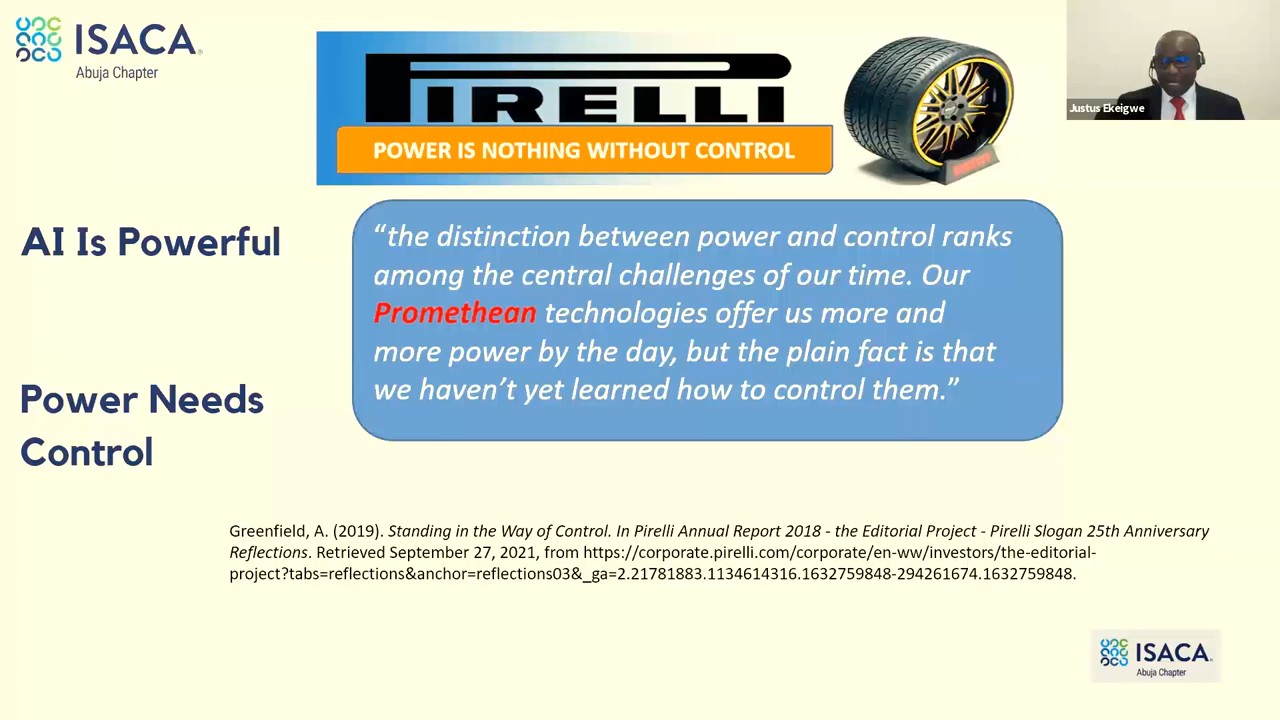 ISACA
Abuja Chapter
PIRELLI
POWER IS NOTHING WITHOUT CONTROL
Justus Ekeigwe
AI Is Powerful
Power Needs
Control
“the distinction between power and control ranks
among the central challenges of our time. Our
Promethean technologies offer us more and
more power by the day, but the plain fact is that
we haven’t yet learned how to control them.”
Greenfield, A. (2019). Standing in the Way of Control. In Pirelli Annual Report 2018 - the Editorial Project - Pirelli Slogan 25th Anniversary
Reflections. Retrieved September 27, 2021, from https://corporate.pirelli.com/corporate/en-ww/investors/the-editorial-
project?tabs=reflections&anchor=reflections03&_ga=2.21781883.1134614316.1632759848-294261674.1632759848.
ISACA
Abuja Chapter